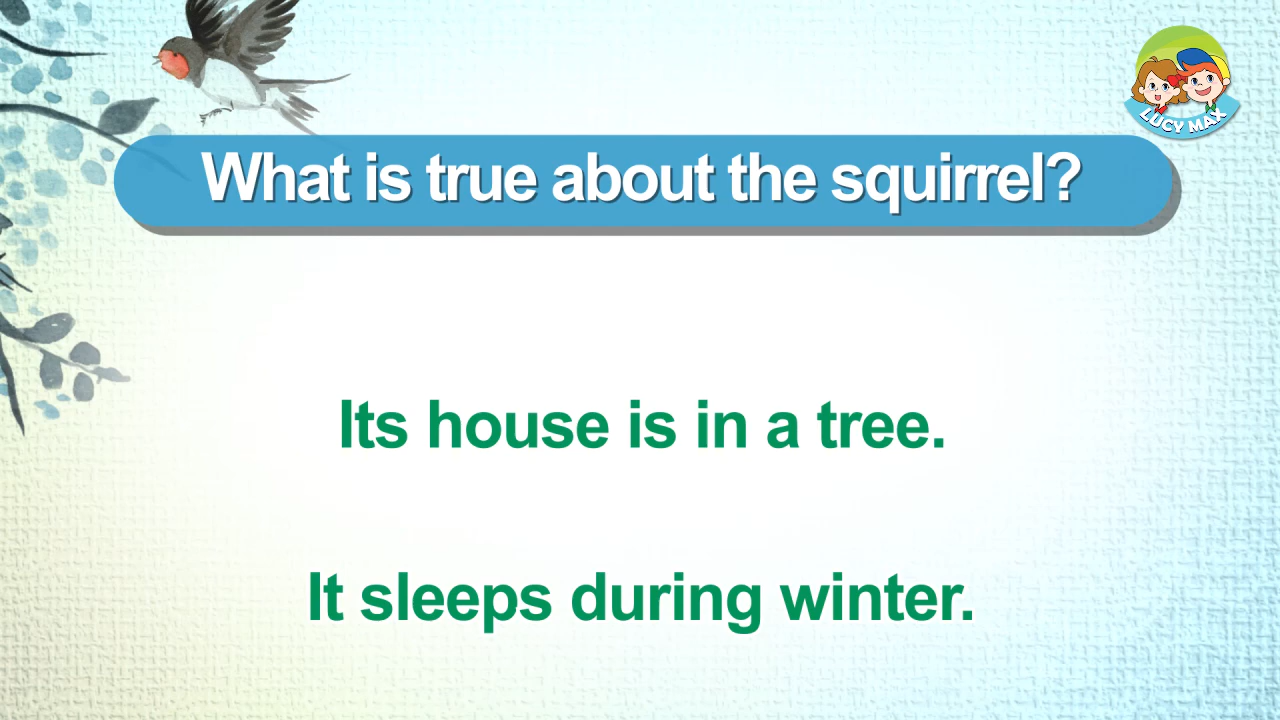 LUCY MAX
What is true about the squirrel?
Its house is in a tree.
It sleeps during winter.